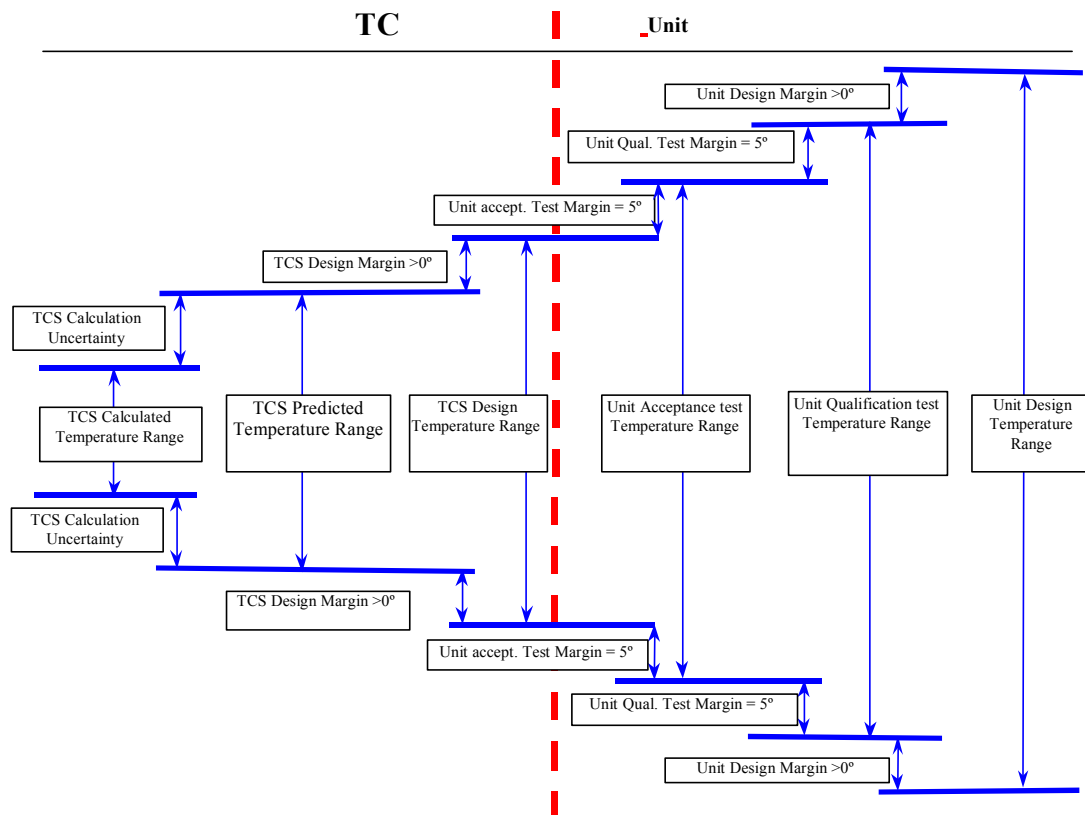 TC
Unit
Unit Design Margin >0º
Unit Qual. Test Margin = 5º
Unit accept. Test Margin = 5º
TCS Design Margin >0º
TCS Calculation
Uncertainty
TCS Calculated
Temperature Range
TCS Predicted
Temperature Range
TCS Design
Temperature Range
Unit Acceptance test
Temperature Range
Unit Qualification test
Temperature Range
Unit Design
Temperature
Range
TCS Calculation
Uncertainty
TCS Design Margin >0º
Unit accept. Test Margin = 5º
Unit Qual. Test Margin = 5º
Unit Design Margin >0º